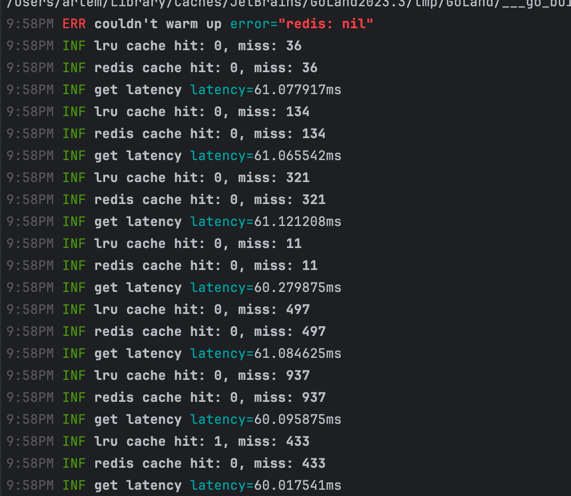 /Users/artem/Library/Caches/JetBrains/GoLand2023.3/tmp/GoLand/___go_bui
9:58PM ERR couldn't warm up error="redis: nil"
9:58PM INF lru cache hit: 0, miss: 36
9:58PM INF redis cache hit: 0, miss: 36
9:58PM INF get latency latency=61.077917ms
9:58PM INF lru cache hit: 0, miss: 134
9:58PM INF redis cache hit: 0, miss: 134
9:58PM INF get latency latency=61.065542ms
9:58PM INF lru cache hit: 0, miss: 321
9:58PM INF redis cache hit: 0, miss: 321
9:58PM INF get latency latency=61.121208ms
9:58PM INF lru cache hit: 0, miss: 11
9:58PM INF redis cache hit: 0, miss: 11
9:58PM INF get latency latency=60.279875ms
9:58PM INF lru cache hit: 0, miss: 497
9:58PM INF redis cache hit: 0, miss: 497
9:58PM INF get latency latency=61.084625ms
9:58PM INF lru cache hit: 0, miss: 937
9:58PM INF redis cache hit: 0, miss: 937
9:58PM INF get latency latency=60.095875ms
9:58PM INF lru cache hit: 1, miss: 433
9:58PM INF redis cache hit: 0, miss: 433
9:58PM INF get latency latency=60.017541ms